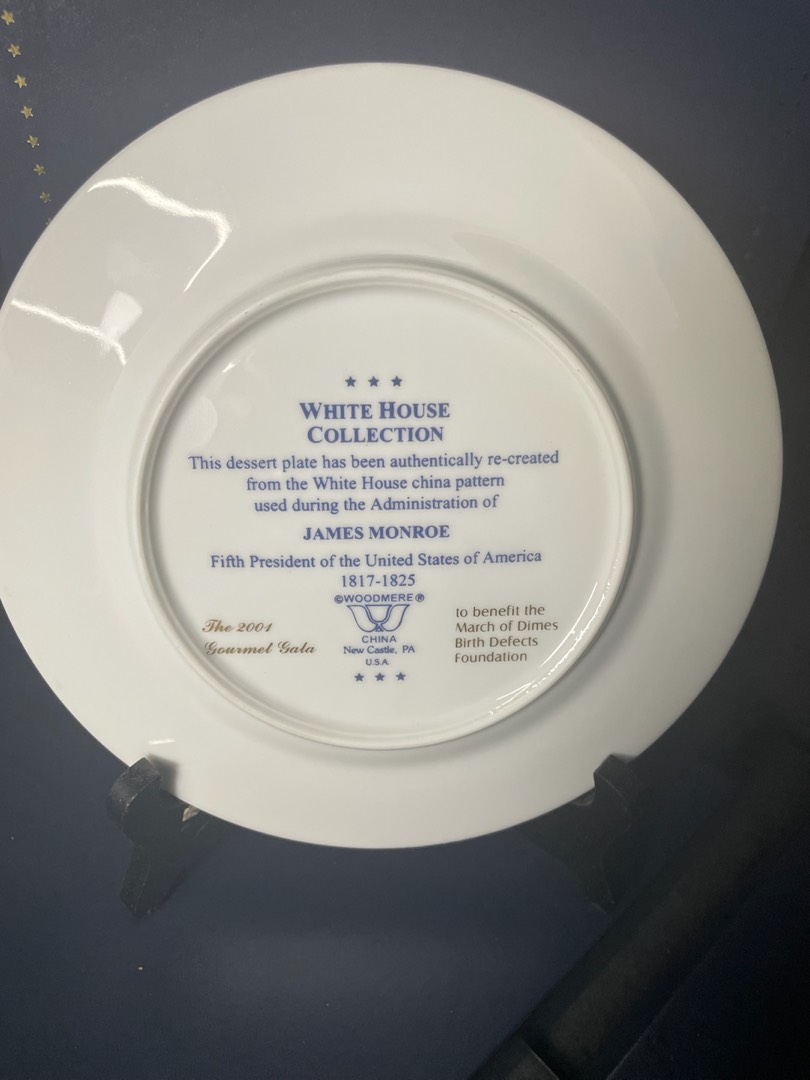 ★ ★ ★
WHITE HOUSE
COLLECTION
This dessert plate has been authentically re-created
from the White House china pattern
used during the Administration of
JAMES MONROE
Fifth President of the United States of America
1817-1825
©WOODMERE®
CHINA
New Castle, PA
U.S.A.
★ ★ ★
The 2001
Gourmet Gala
to benefit the
March of Dimes
Birth Defects
Foundation